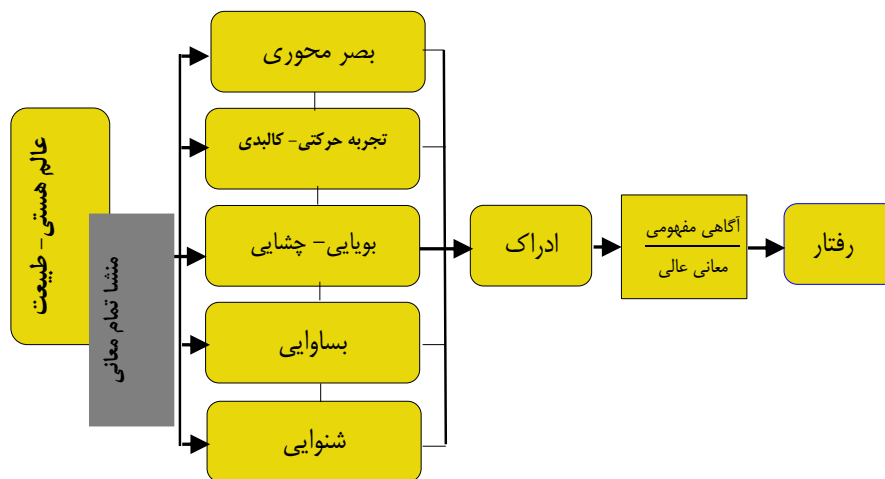 عالم هستی - طبیعت
منشا تمام معانی
بصر محوری
تجربه حرکتی - کالبدی
بویایی - چشایی
بساوایی
شنوایی
ادراک
آگاهی مفهومی
معانی عالی
رفتار